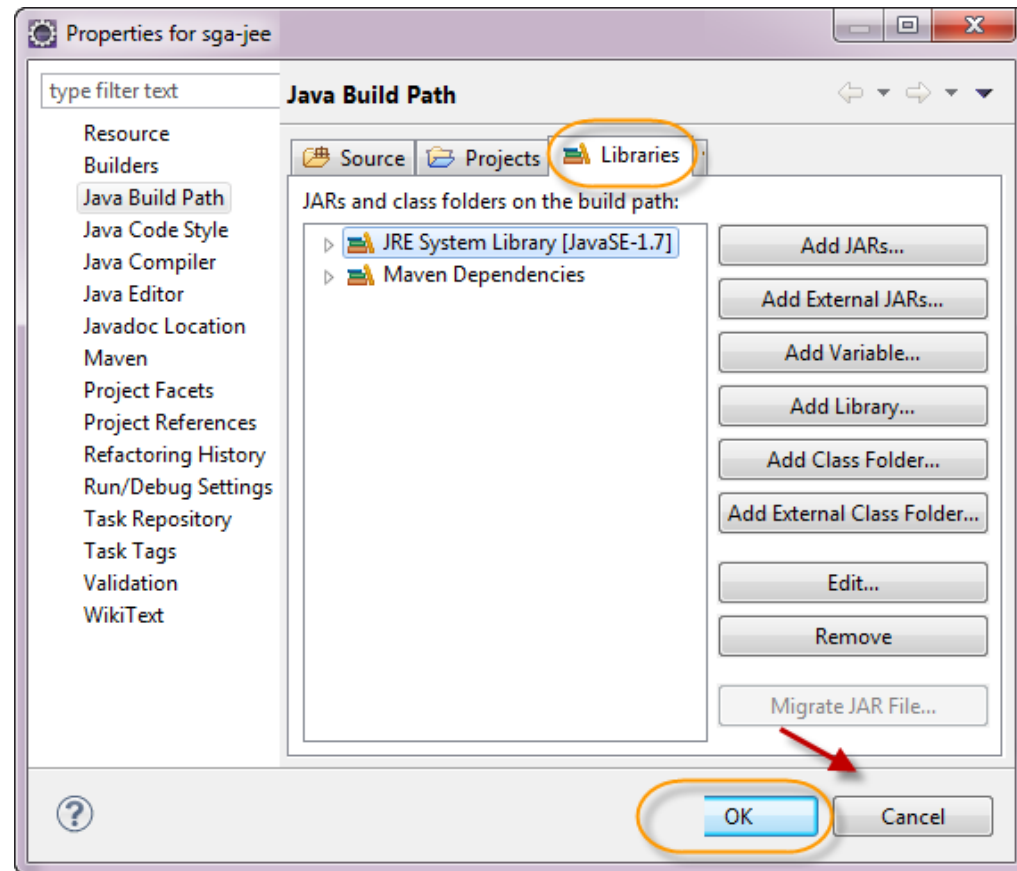 Properties for sga-jee
type filter text
Resource
Builders
Java Build Path
Java Code Style
Java Compiler
Java Editor
Javadoc Location
Maven
Project Facets
Project References
Refactoring History
Run/Debug Settings
Task Repository
Task Tags
Validation
WikiText
Java Build Path
Source
Projects
Libraries
JARs and class folders on the build path:
JRE System Library [JavaSE-1.7]
Maven Dependencies
Add JARs...
Add External JARs...
Add Variable...
Add Library...
Add Class Folder...
Add External Class Folder...
Edit...
Remove
Migrate JAR File...
?
OK
Cancel